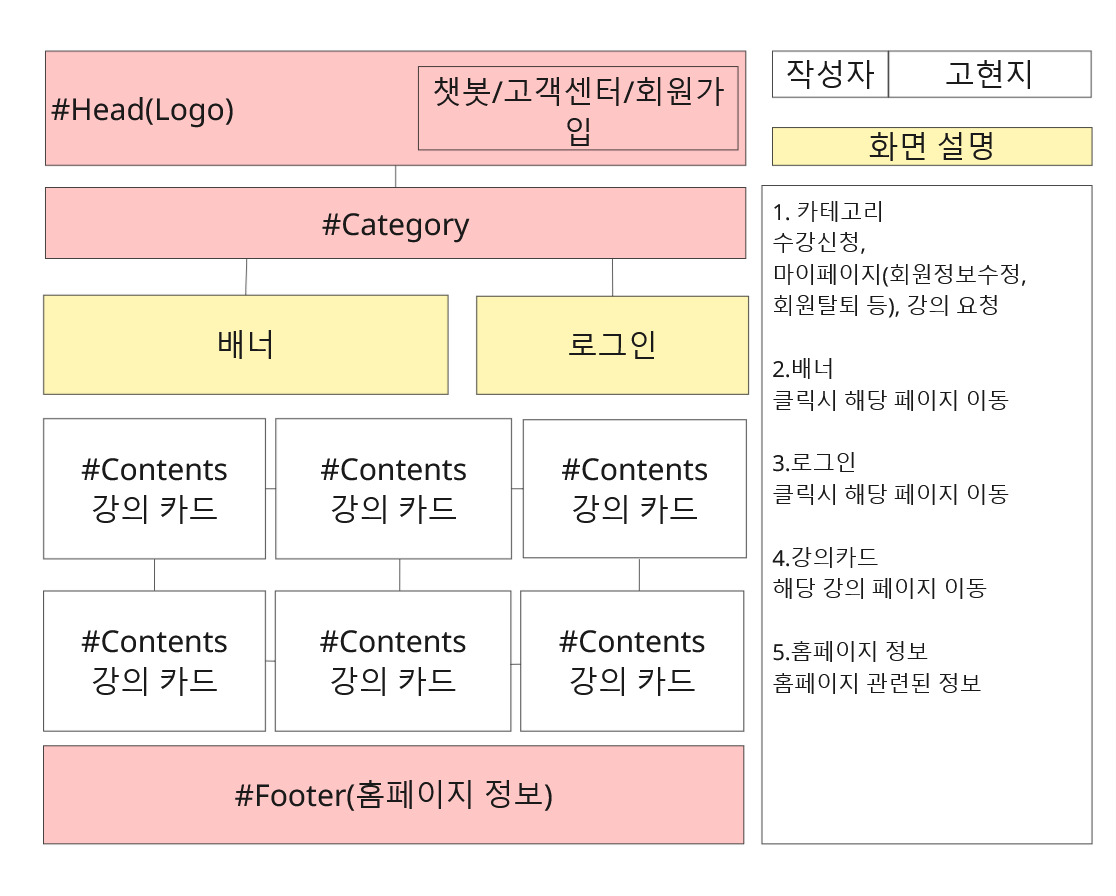 #Head(Logo)
챗봇/고객센터/회원가
입
#Category
배너
로그인
#Contents
강의 카드
#Contents
강의 카드
#Contents
강의 카드
#Contents
강의 카드
#Contents
강의 카드
#Contents
강의 카드
#Footer(홈페이지 정보)
작성자
고현지
화면 설명
1. 카테고리
수강신청,
마이페이지(회원정보수정,
회원탈퇴 등), 강의 요청
2.배너
클릭시 해당 페이지 이동
3.로그인
클릭시 해당 페이지 이동
4.강의카드
해당 강의 페이지 이동
5.홈페이지 정보
홈페이지 관련된 정보